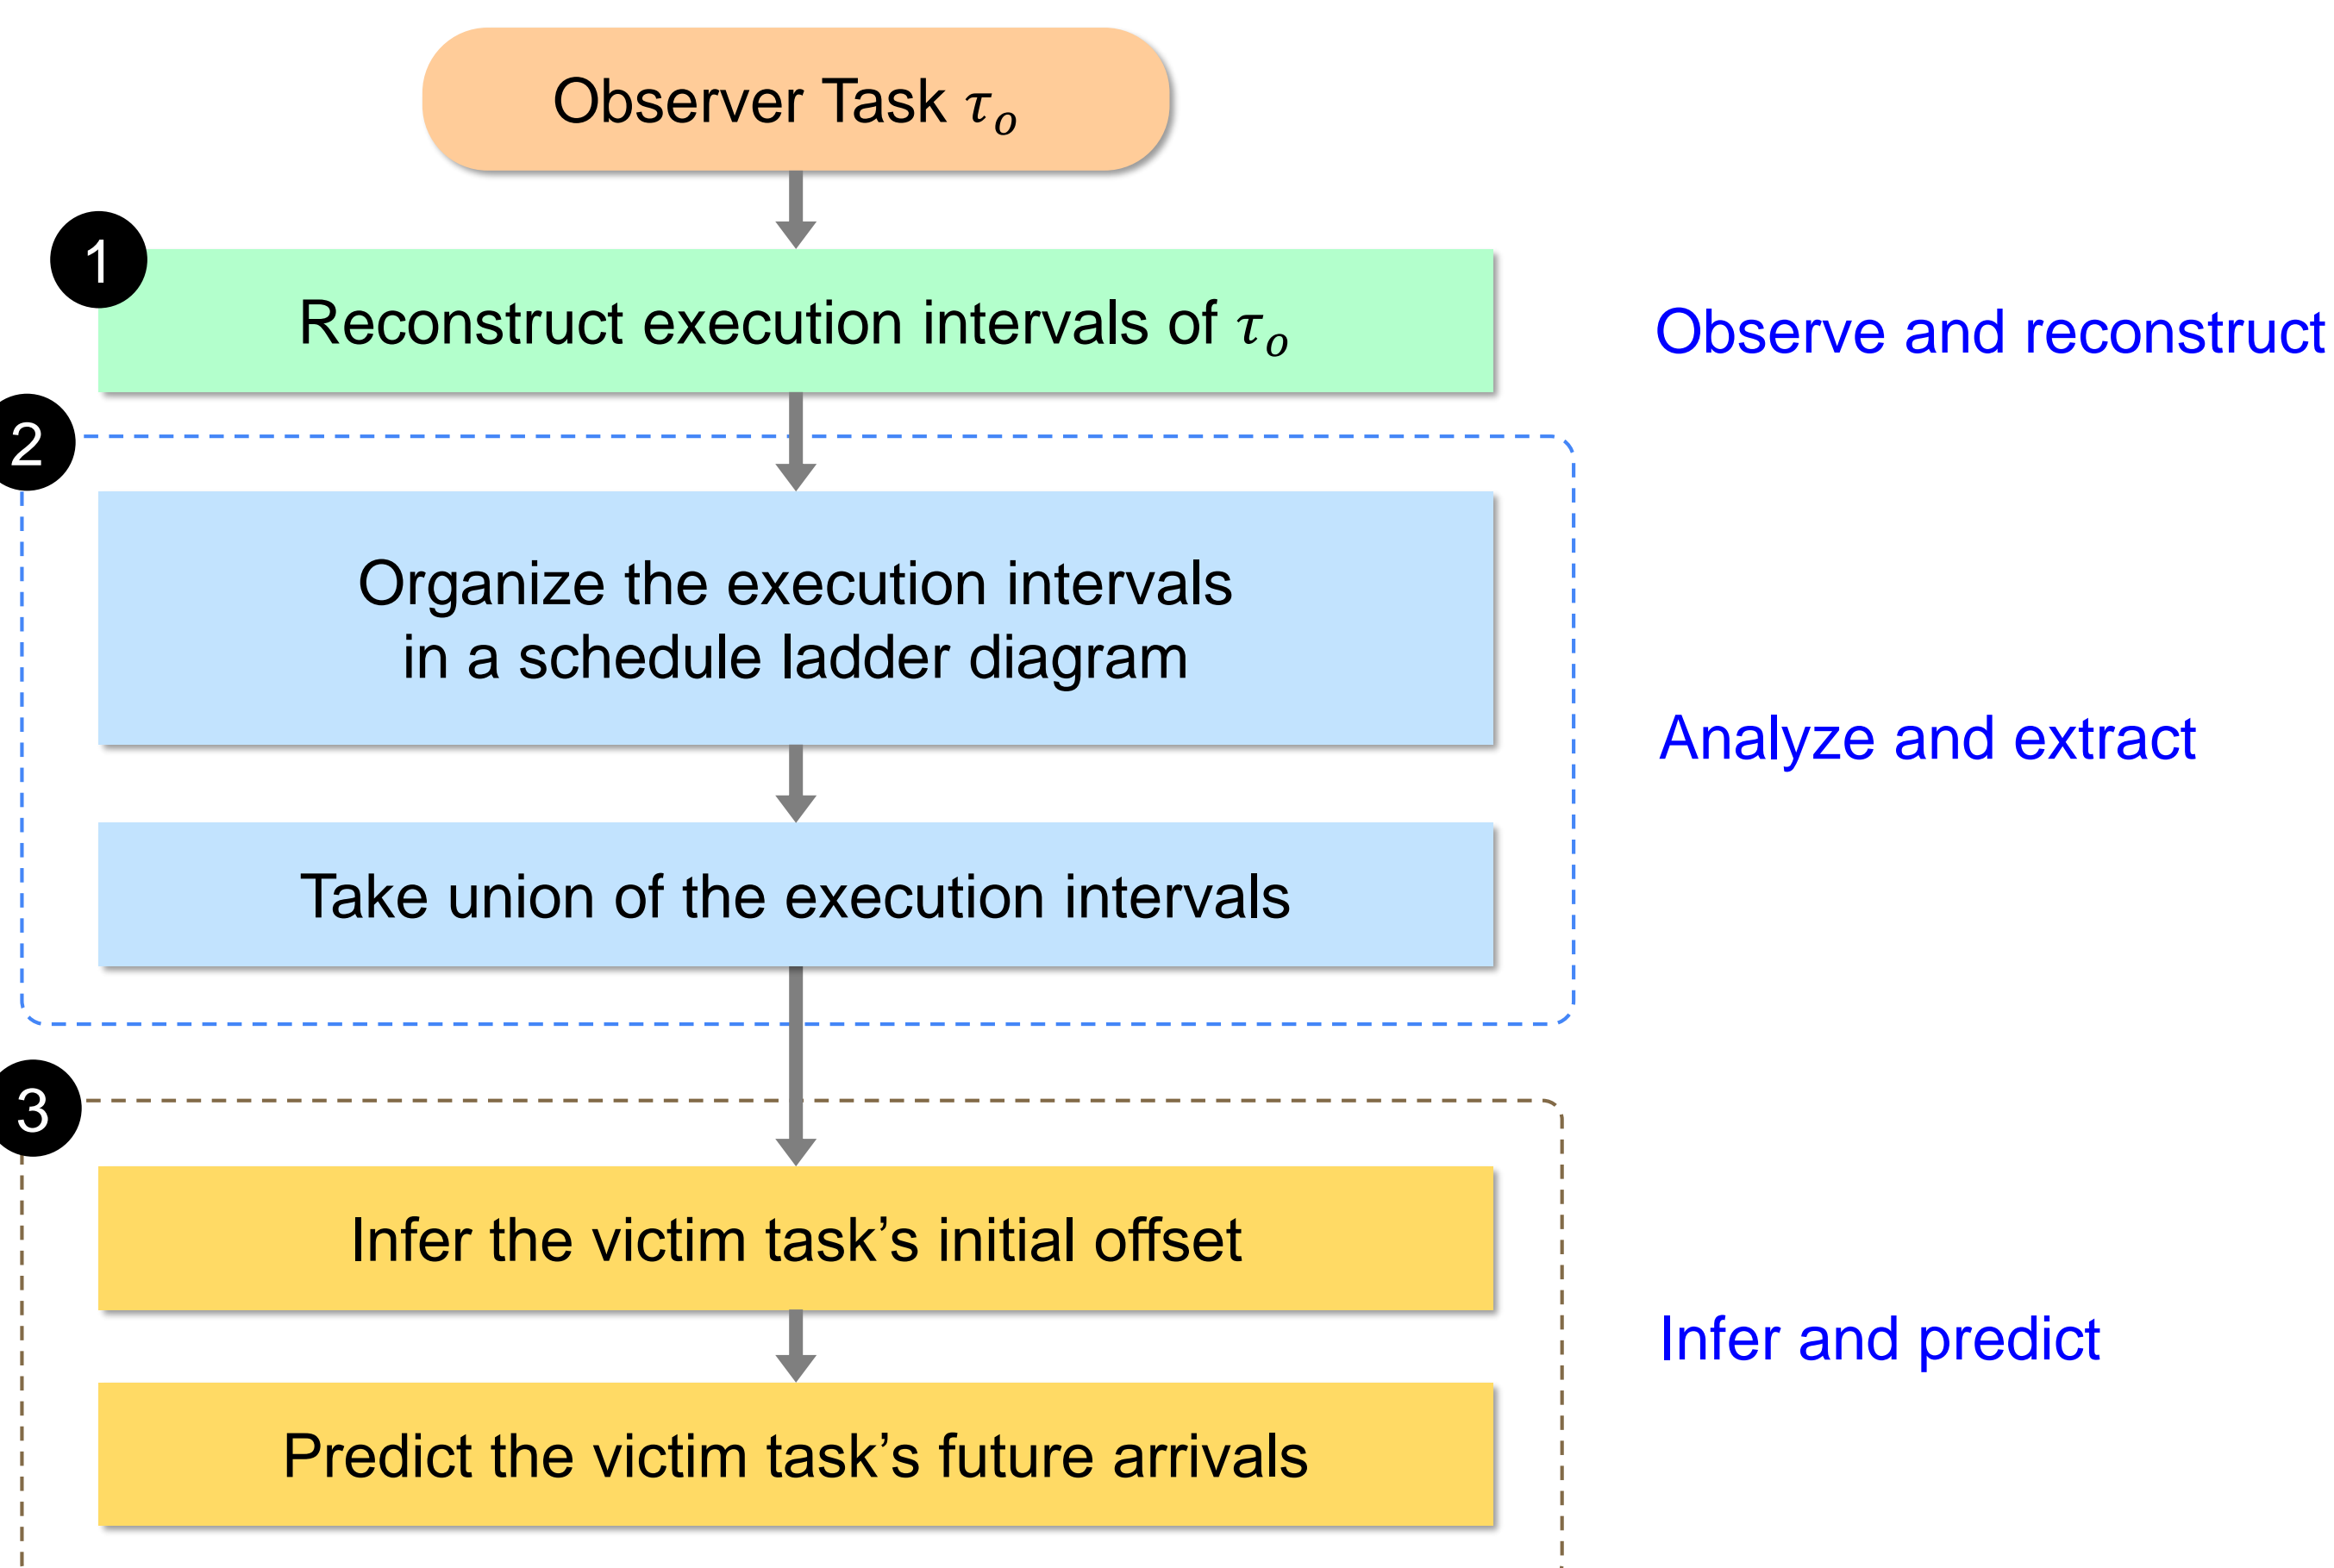 Observer Task τo
1
Reconstruct execution intervals of τo
Observe and reconstruct
2
Organize the execution intervals
in a schedule ladder diagram
Analyze and extract
Take union of the execution intervals
3
Infer the victim task’s initial offset
Infer and predict
Predict the victim task’s future arrivals